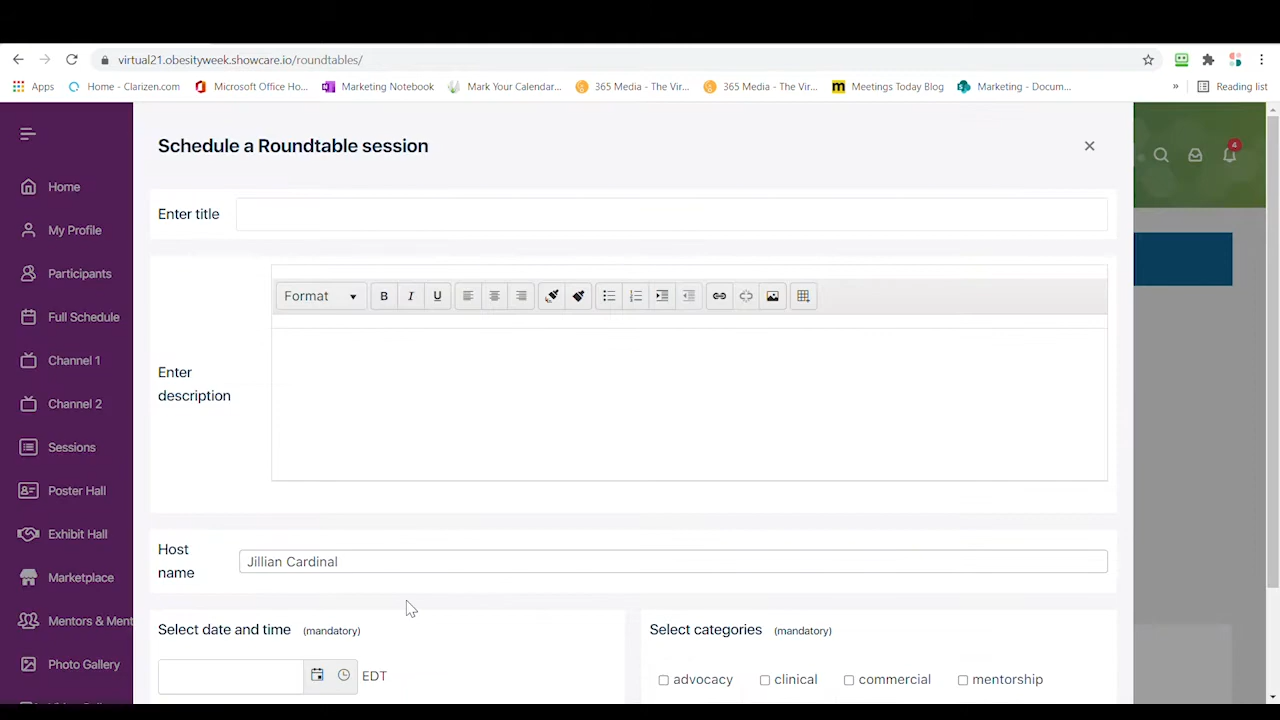 virtual21.obesityweek.showcare.io/roundtables/
Apps
Home - Clarizen.com
Microsoft Office Ho...
Marketing Notebook
Mark Your Calendar...
365 Media - The Vir...
365 Media - The Vir...
Meetings Today Blog
Marketing - Docum...
»
Reading list
Schedule a Roundtable session
4
Home
My Profile
Participants
Full Schedule
Channel 1
Channel 2
Sessions
Poster Hall
Exhibit Hall
Marketplace
Mentors & Ment
Photo Gallery
Enter title
Format
B I U
Enter
description
Host
name
Jillian Cardinal
Select date and time (mandatory)
EDT
Select categories (mandatory)
advocacy
clinical
commercial
mentorship